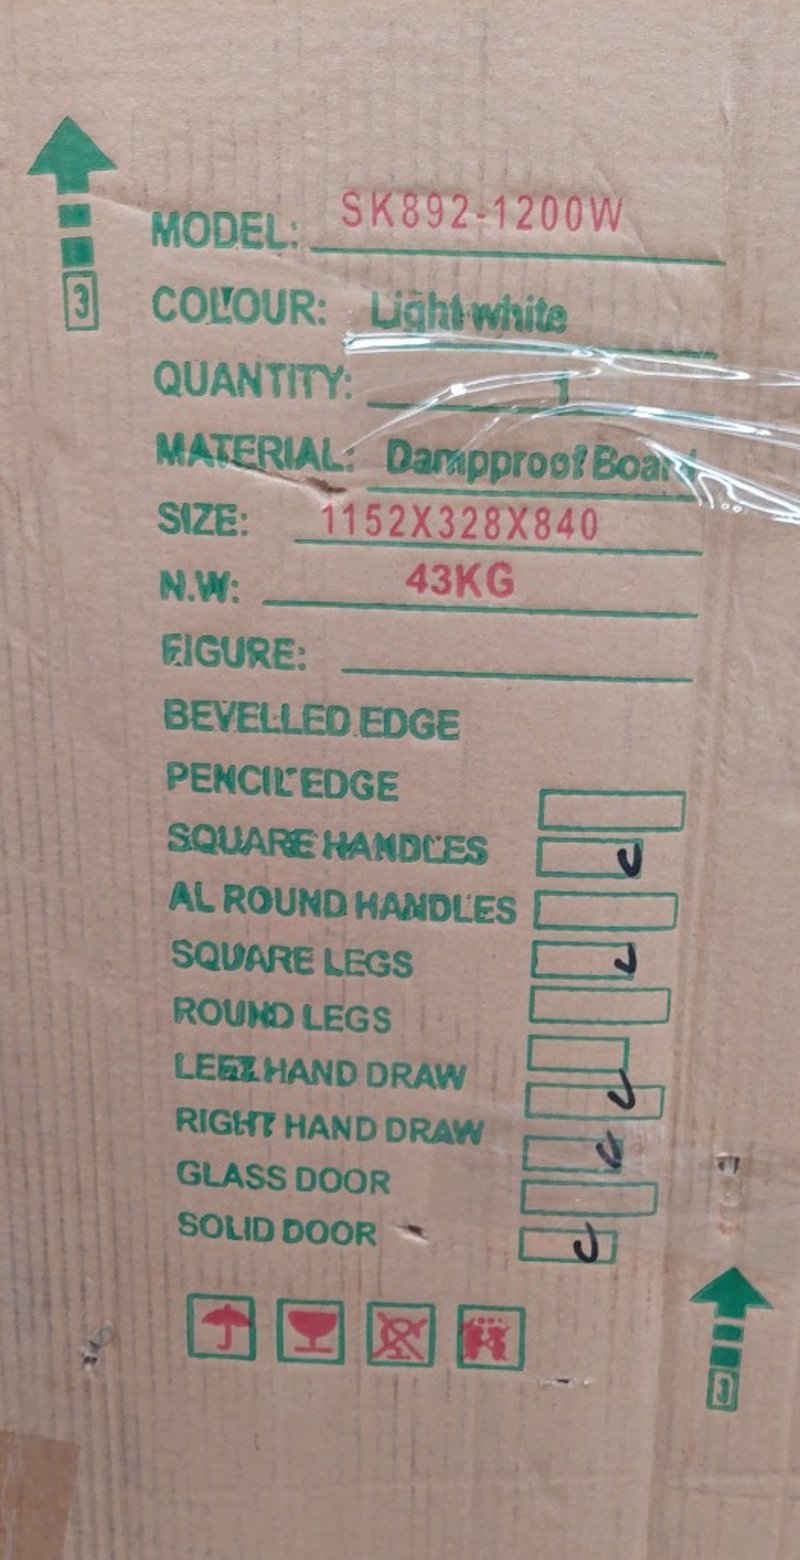 3
MODEL: SK892-1200W
COLOUR: Light white
QUANTITY: 1
MATERIAL: Dampproof Board
SIZE: 1152X328X840
N.W: 43KG
FIGURE:
BEVELLED EDGE
PENCIL EDGE
SQUARE HANDLES
AL ROUND HANDLES
SQUARE LEGS
ROUND LEGS
HAND DRAW
RIGHT HAND DRAW
GLASS DOOR
SOLID DOOR
3